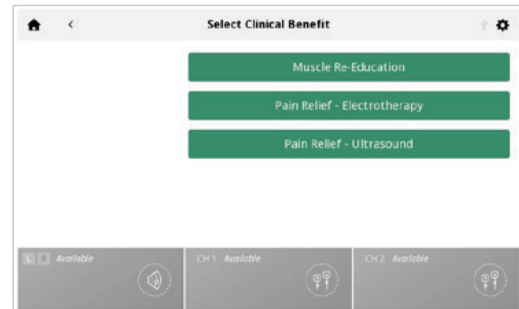 Select Clinical Benefit
Muscle Re-Education
Pain Relief - Electrotherapy
Pain Relief - Ultrasound
L R Available
CH 1 Available
CH 2 Available